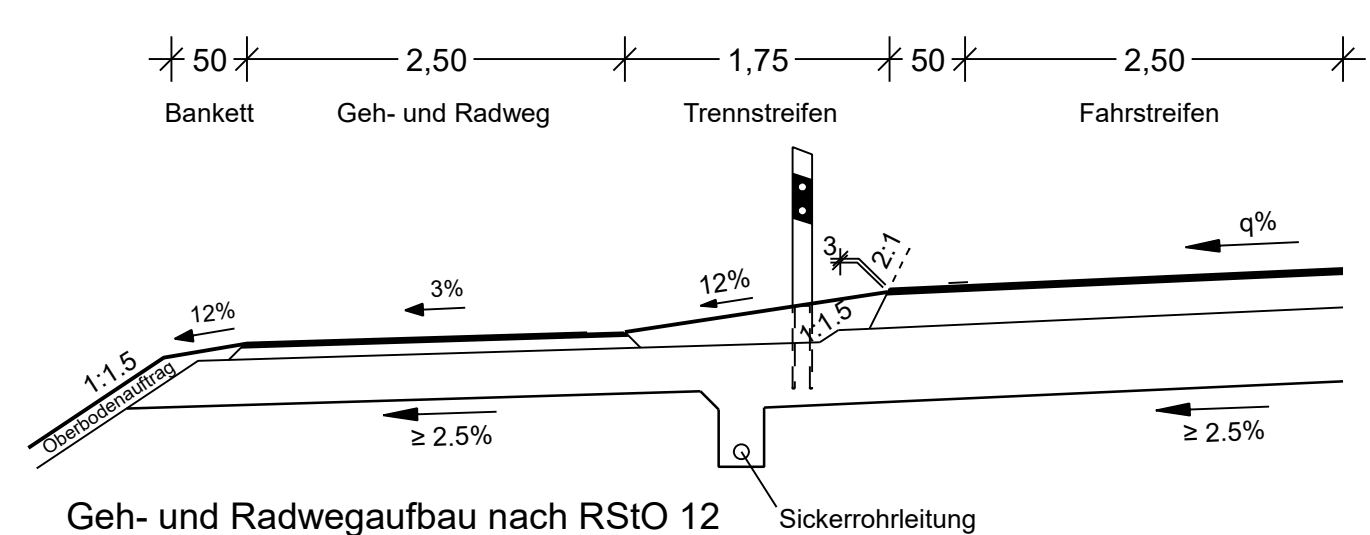 50 2,50 1,75 50 2,50
Bankett Geh- und Radweg Trennstreifen Fahrstreifen
q%
3 2:1
12% 3% 12%
1:1.5
1:1.5
Oberbodenauftrag
≥ 2.5% ≥ 2.5%
Geh- und Radwegaufbau nach RStO 12 Sickerrohrleitung